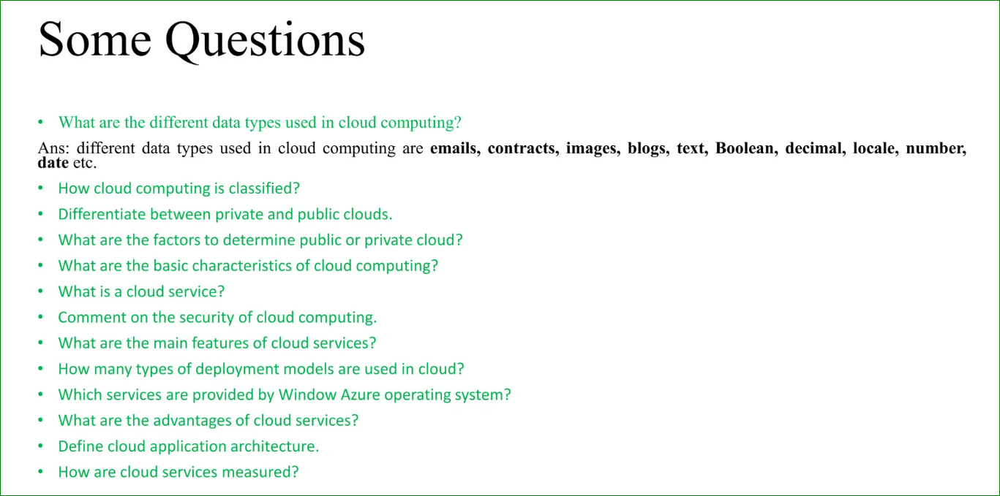 Some Questions
• What are the different data types used in cloud computing?
Ans: different data types used in cloud computing are emails, contracts, images, blogs, text, Boolean, decimal, locale, number,
date etc.
• How cloud computing is classified?
• Differentiate between private and public clouds.
• What are the factors to determine public or private cloud?
• What are the basic characteristics of cloud computing?
• What is a cloud service?
• Comment on the security of cloud computing.
• What are the main features of cloud services?
• How many types of deployment models are used in cloud?
• Which services are provided by Window Azure operating system?
• What are the advantages of cloud services?
• Define cloud application architecture.
• How are cloud services measured?